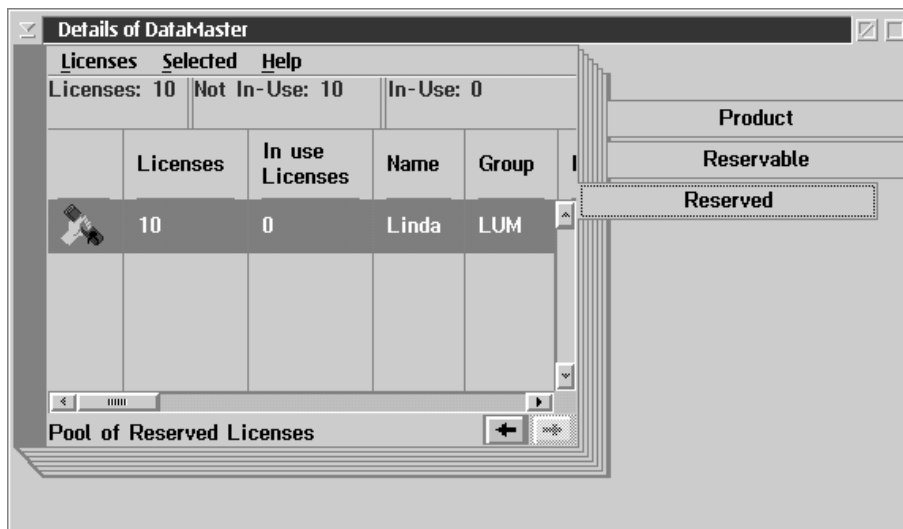 Details of DataMaster
Licenses Selected Help
Licenses: 10 Not In-Use: 10 In-Use: 0
Product
Reservable
Reserved
Licenses In use Licenses Name Group
10 0 Linda LUM
Pool of Reserved Licenses